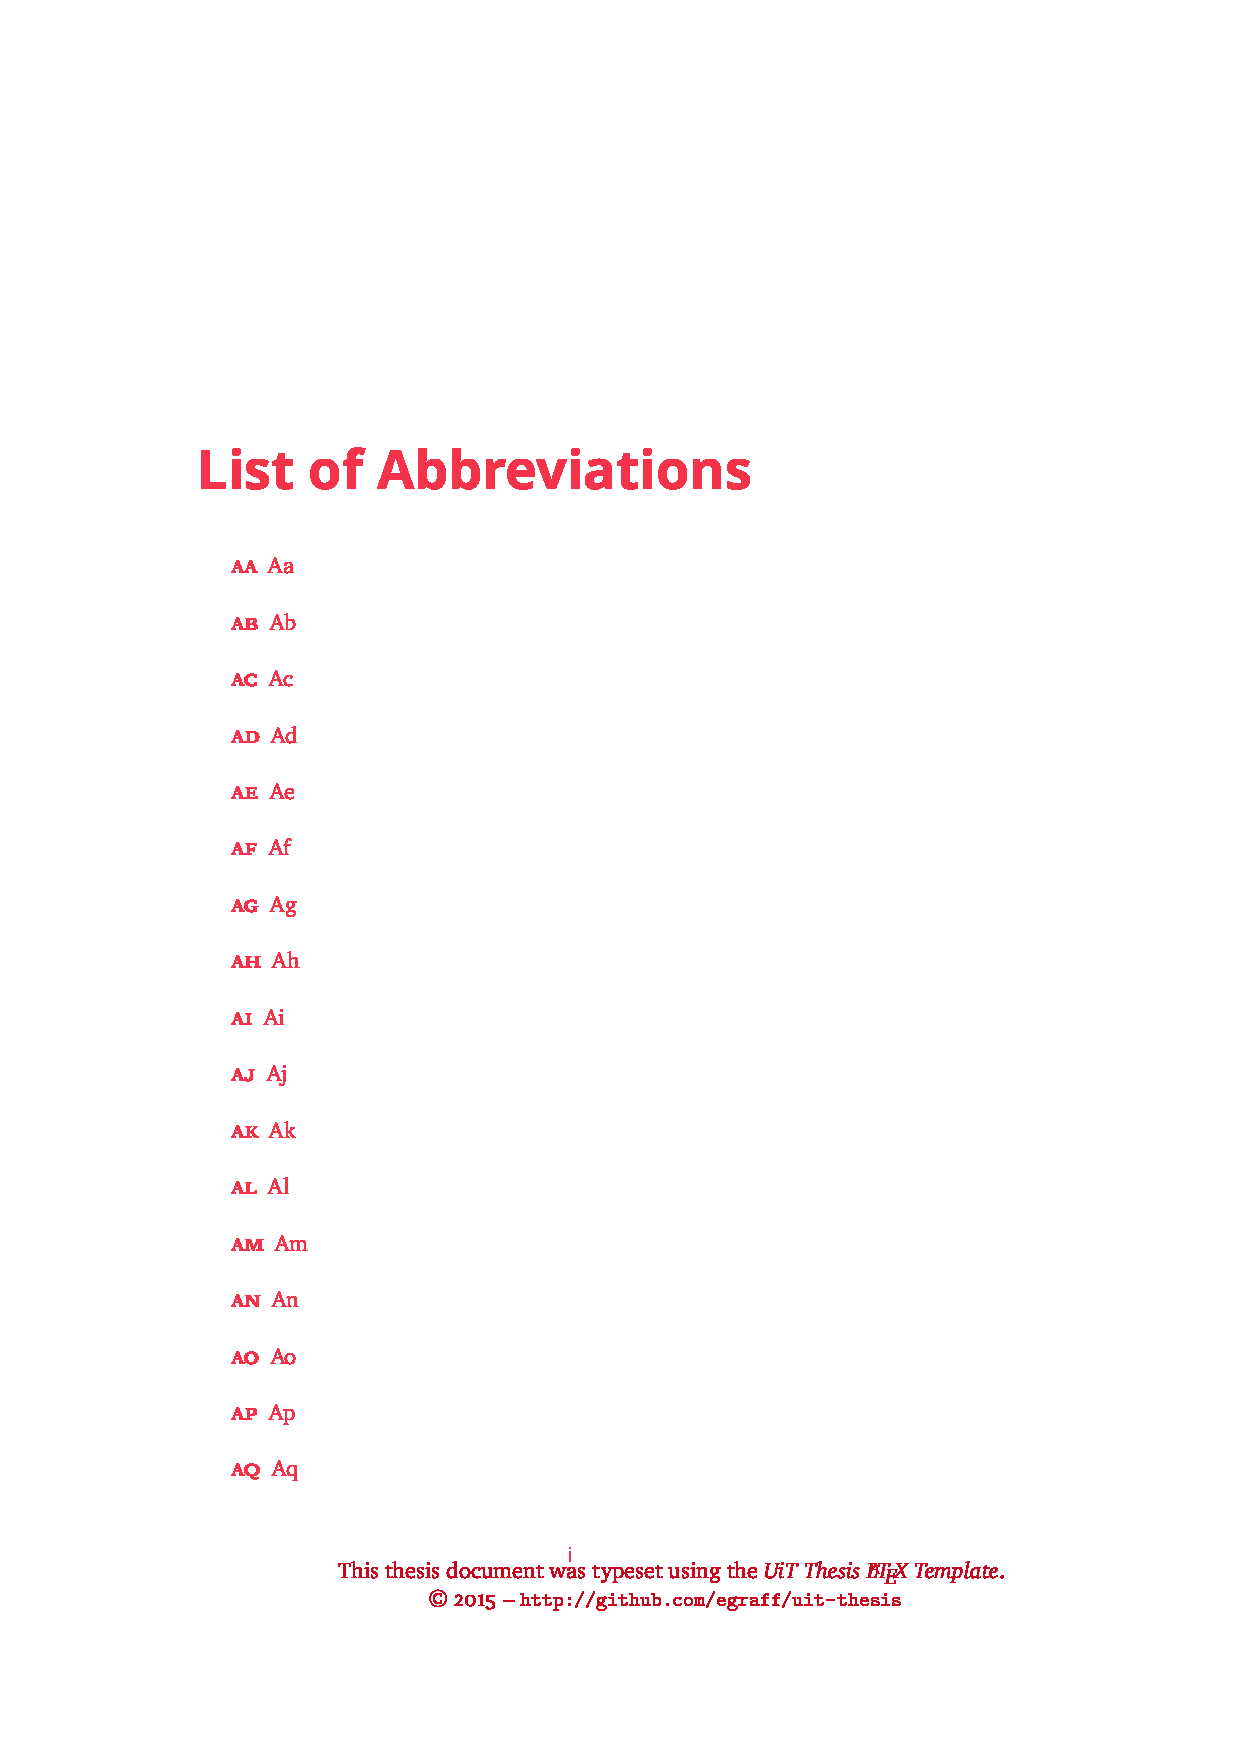 List of Abbreviations
AA Aa
AB Ab
AC Ac
AD Ad
AE Ae
AF Af
AG Ag
AH Ah
AI Ai
AJ Aj
AK Ak
AL Al
AM Am
AN An
AO Ao
AP Ap
AQ Aq
i
This thesis document was typeset using the UiT Thesis LATEX Template.
© 2015 – http://github.com/egraff/uit-thesis